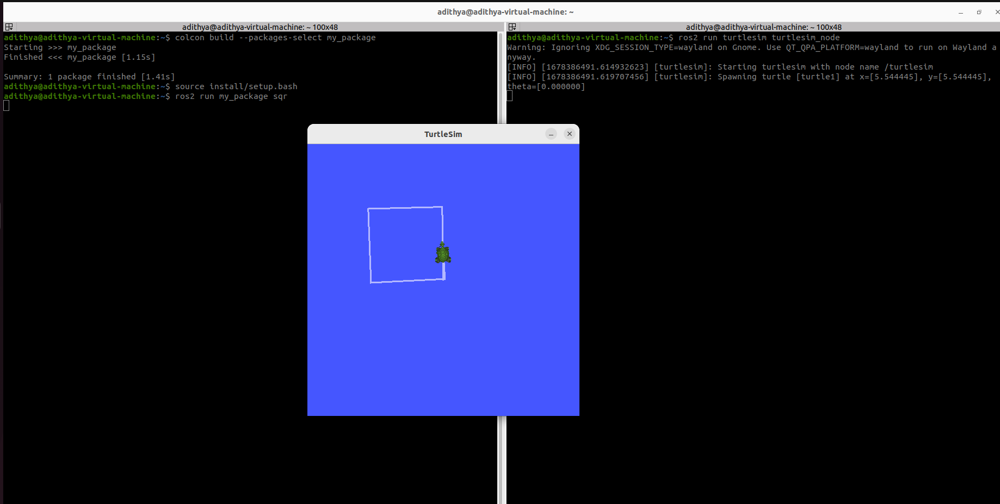 adithya@adithya-virtual-machine: ~
adithya@adithya-virtual-machine: ~ 100x48
adithya@adithya-virtual-machine:~$ colcon build --packages-select my_package
Starting >>> my_package
Finished <<< my_package [1.15s]
Summary: 1 package finished [1.41s]
adithya@adithya-virtual-machine:~$ source install/setup.bash
adithya@adithya-virtual-machine:~$ ros2 run my_package sqr
adithya@adithya-virtual-machine: ~ 100x48
adithya@adithya-virtual-machine:~$ ros2 run turtlesim turtlesim_node
Warning: Ignoring XDG_SESSION_TYPE=wayland on Gnome. Use QT_QPA_PLATFORM=wayland to run on Wayland a
nyway.
[INFO] [1678386491.614932623] [turtlesim]: Starting turtlesim with node name /turtlesim
[INFO] [1678386491.619707456] [turtlesim]: Spawning turtle [turtle1] at x=[5.544445], y=[5.544445],
theta=[0.000000]
TurtleSim